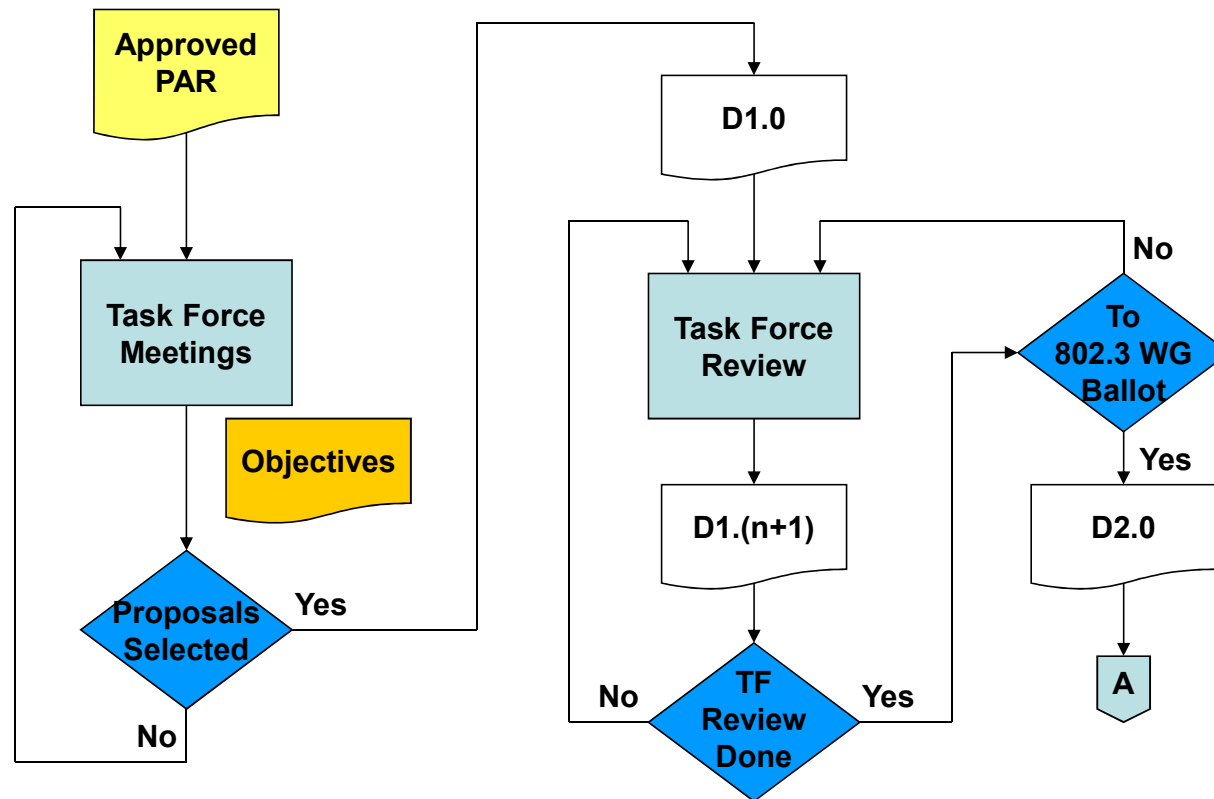 Approved
PAR
Task Force
Meetings
Objectives
Proposals
Selected
Yes
No
D1.0
Task Force
Review
D1.(n+1)
TF
Review
Done
No
Yes
To
802.3 WG
Ballot
No
Yes
D2.0
A